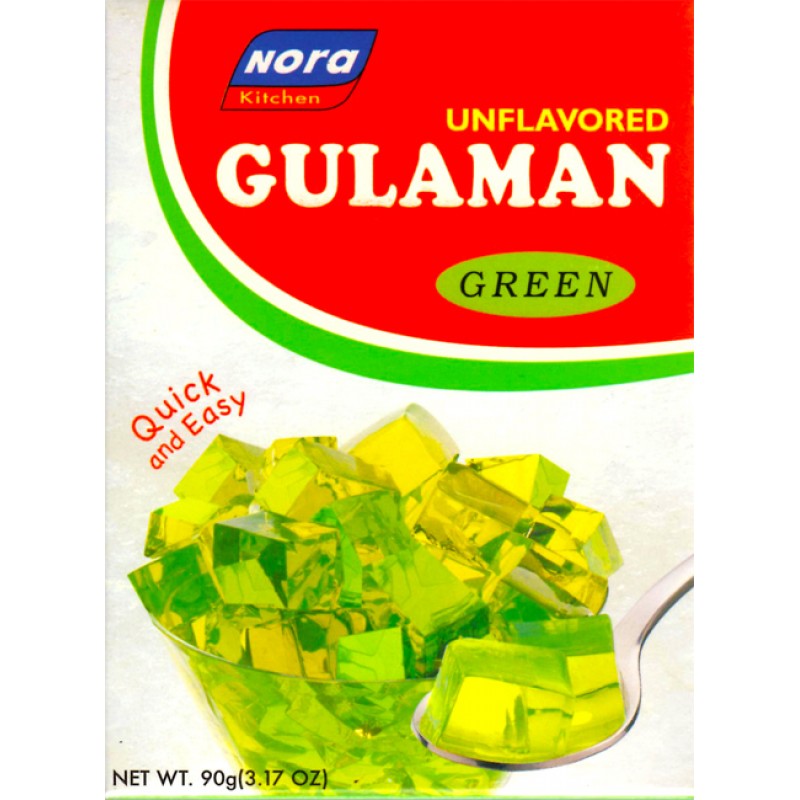 Nora
Kitchen
UNFLAVORED
GULAMAN
GREEN
Quick
and Easy
NET WT. 90g(3.17 OZ)